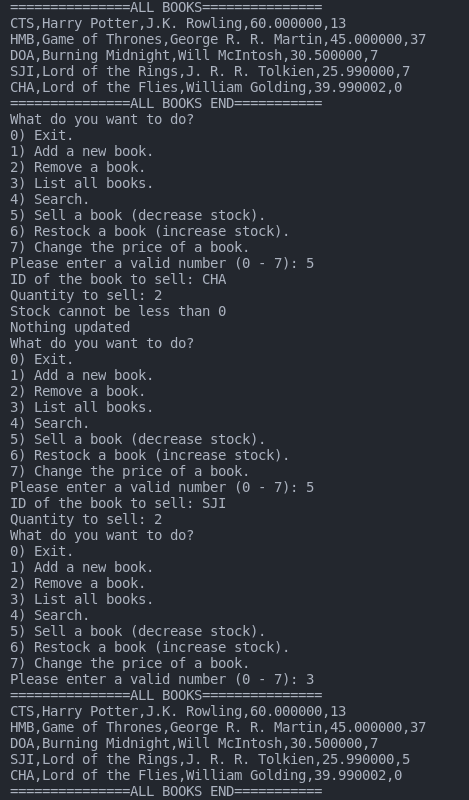 ===============ALL BOOKS===============
CTS,Harry Potter,J.K. Rowling,60.000000,13
HMB,Game of Thrones,George R. R. Martin,45.000000,37
DOA,Burning Midnight,Will McIntosh,30.500000,7
SJI,Lord of the Rings,J. R. R. Tolkien,25.990000,7
CHA,Lord of the Flies,William Golding,39.990002,0
===============ALL BOOKS END===========
What do you want to do?
0) Exit.
1) Add a new book.
2) Remove a book.
3) List all books.
4) Search.
5) Sell a book (decrease stock).
6) Restock a book (increase stock).
7) Change the price of a book.
Please enter a valid number (0 - 7): 5
ID of the book to sell: CHA
Quantity to sell: 2
Stock cannot be less than 0
Nothing updated
What do you want to do?
0) Exit.
1) Add a new book.
2) Remove a book.
3) List all books.
4) Search.
5) Sell a book (decrease stock).
6) Restock a book (increase stock).
7) Change the price of a book.
Please enter a valid number (0 - 7): 5
ID of the book to sell: SJI
Quantity to sell: 2
What do you want to do?
0) Exit.
1) Add a new book.
2) Remove a book.
3) List all books.
4) Search.
5) Sell a book (decrease stock).
6) Restock a book (increase stock).
7) Change the price of a book.
Please enter a valid number (0 - 7): 3
===============ALL BOOKS===============
CTS,Harry Potter,J.K. Rowling,60.000000,13
HMB,Game of Thrones,George R. R. Martin,45.000000,37
DOA,Burning Midnight,Will McIntosh,30.500000,7
SJI,Lord of the Rings,J. R. R. Tolkien,25.990000,5
CHA,Lord of the Flies,William Golding,39.990002,0
===============ALL BOOKS END===========